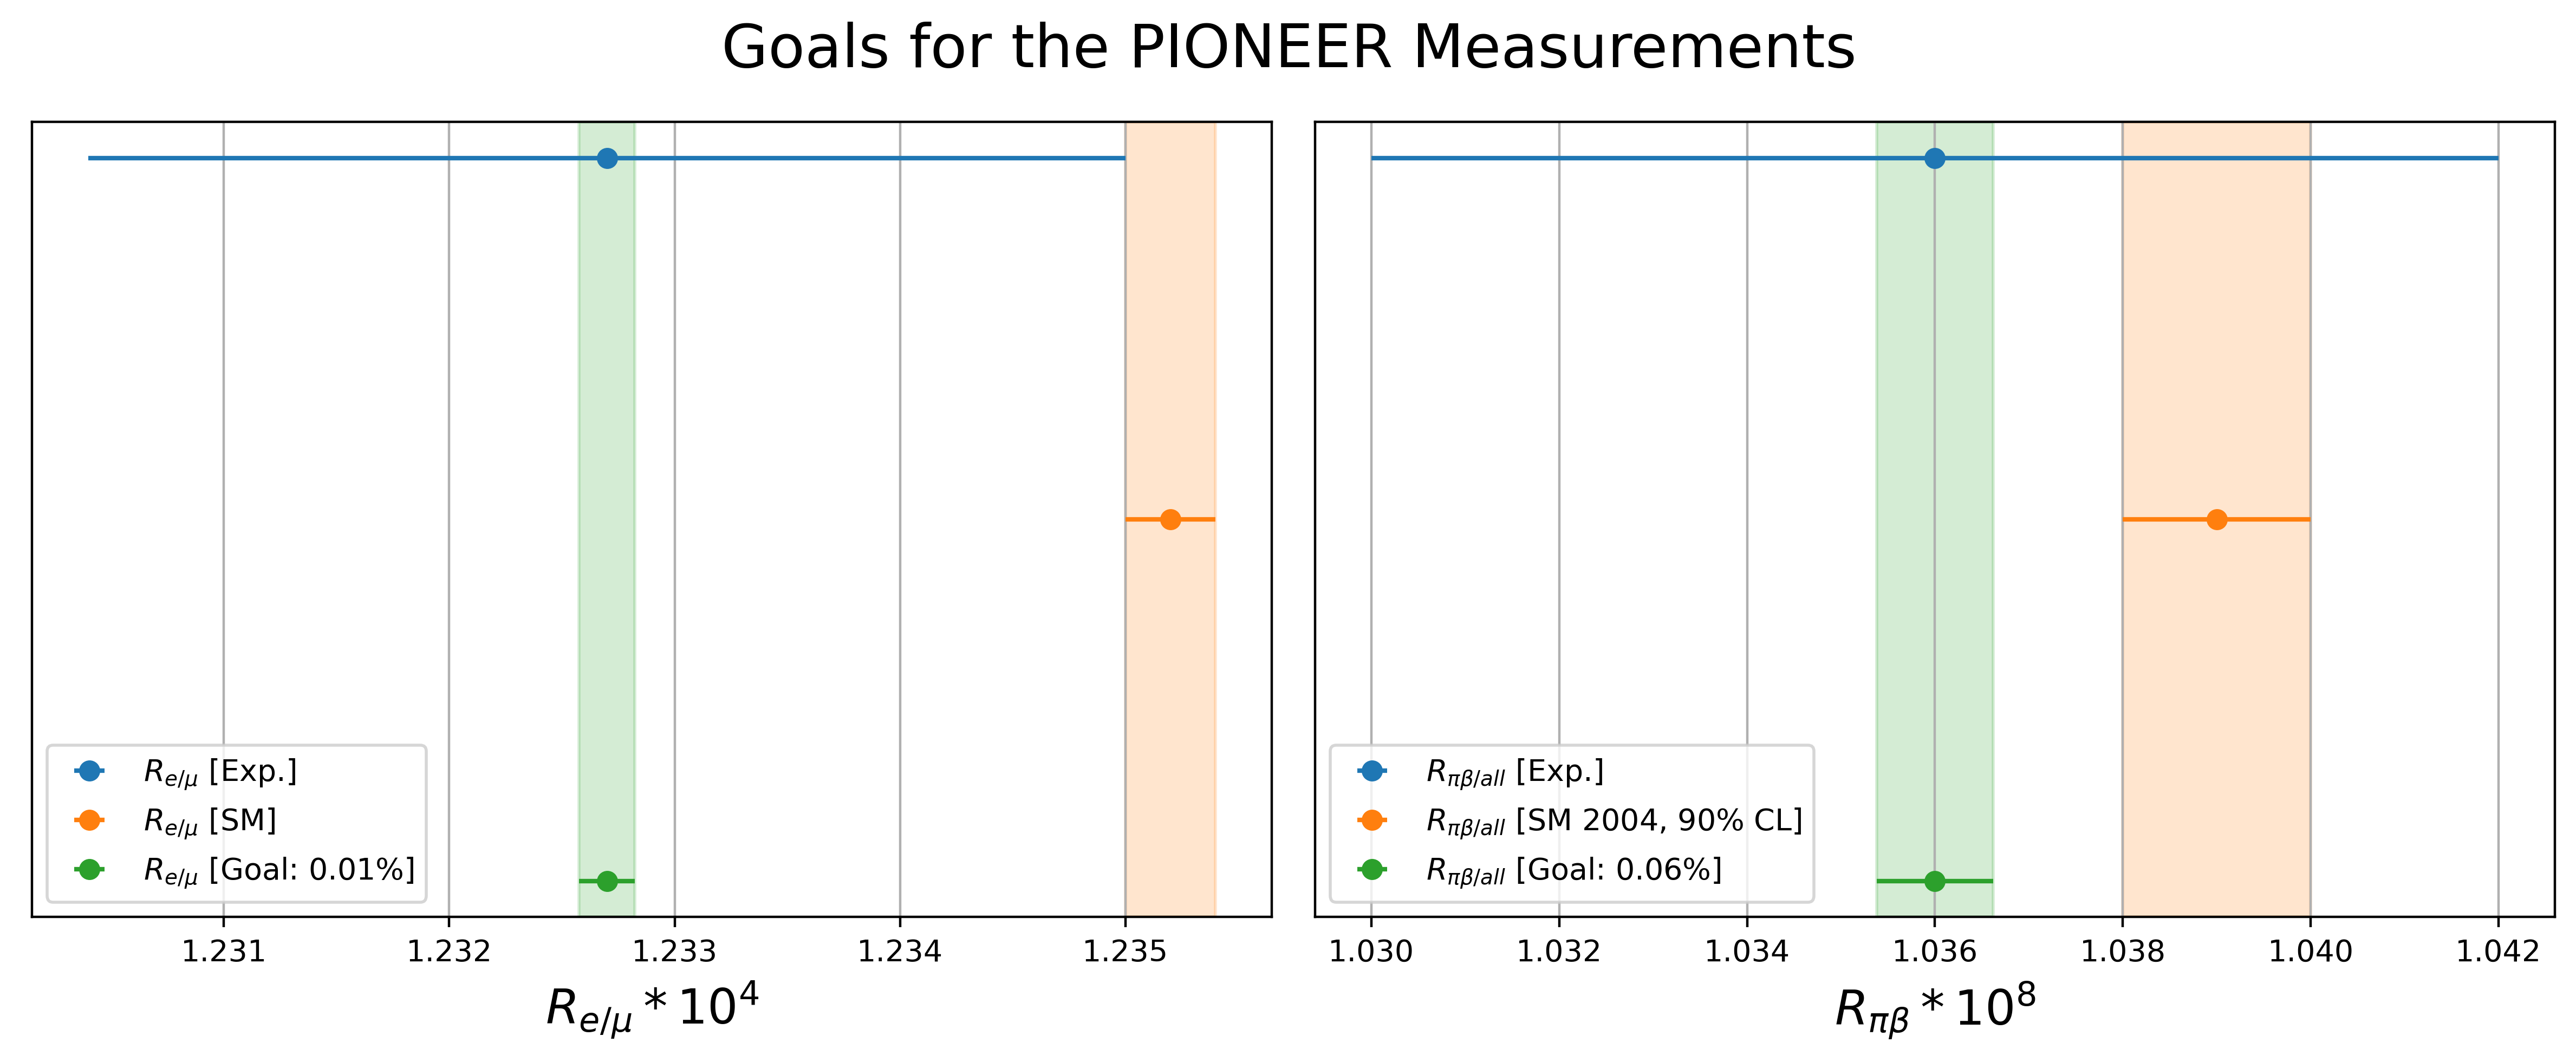 Goals for the PIONEER Measurements
R_{e/μ} [Exp.]
R_{e/μ} [SM]
R_{e/μ} [Goal: 0.01%]
1.231 1.232 1.233 1.234 1.235
R_{e/μ} * 10^4
R_{πβ/all} [Exp.]
R_{πβ/all} [SM 2004, 90% CL]
R_{πβ/all} [Goal: 0.06%]
1.030 1.032 1.034 1.036 1.038 1.040 1.042
R_{πβ} * 10^8